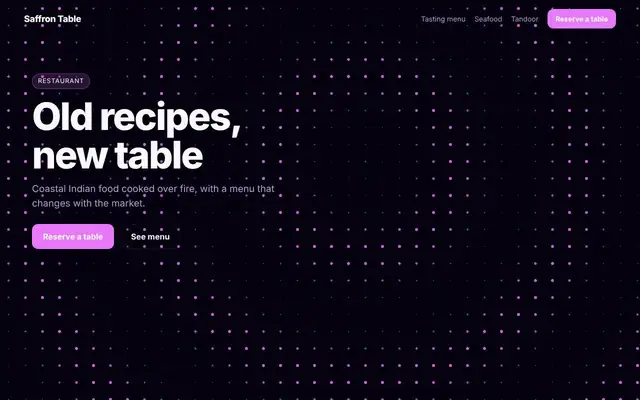 Saffron Table
Tasting menu
Seafood
Tandoor
Reserve a table
RESTAURANT
Old recipes,
new table
Coastal Indian food cooked over fire, with a menu that
changes with the market.
Reserve a table
See menu